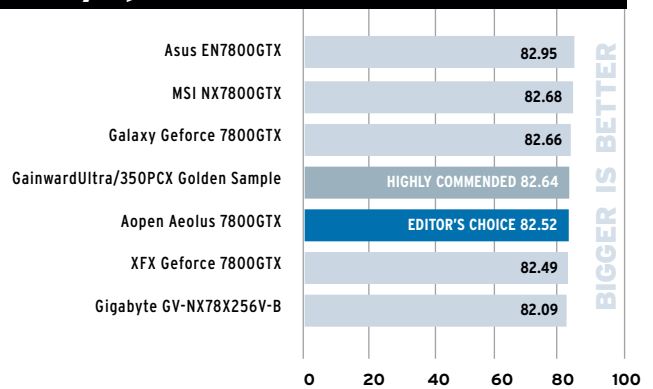 Asus EN7800GTX 82.95
MSI NX7800GTX 82.68
Galaxy Geforce 7800GTX 82.66
GainwardUltra/350PCX Golden Sample HIGHLY COMMENDED 82.64
Aopen Aeolus 7800GTX EDITOR'S CHOICE 82.52
XFX Geforce 7800GTX 82.49
Gigabyte GV-NX78X256V-B 82.09
0 20 40 60 80 100
BIGGER IS BETTER